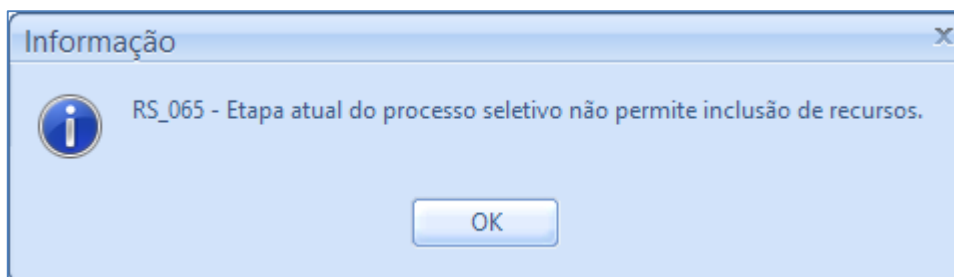 Informação
RS_065 - Etapa atual do processo seletivo não permite inclusão de recursos.
OK